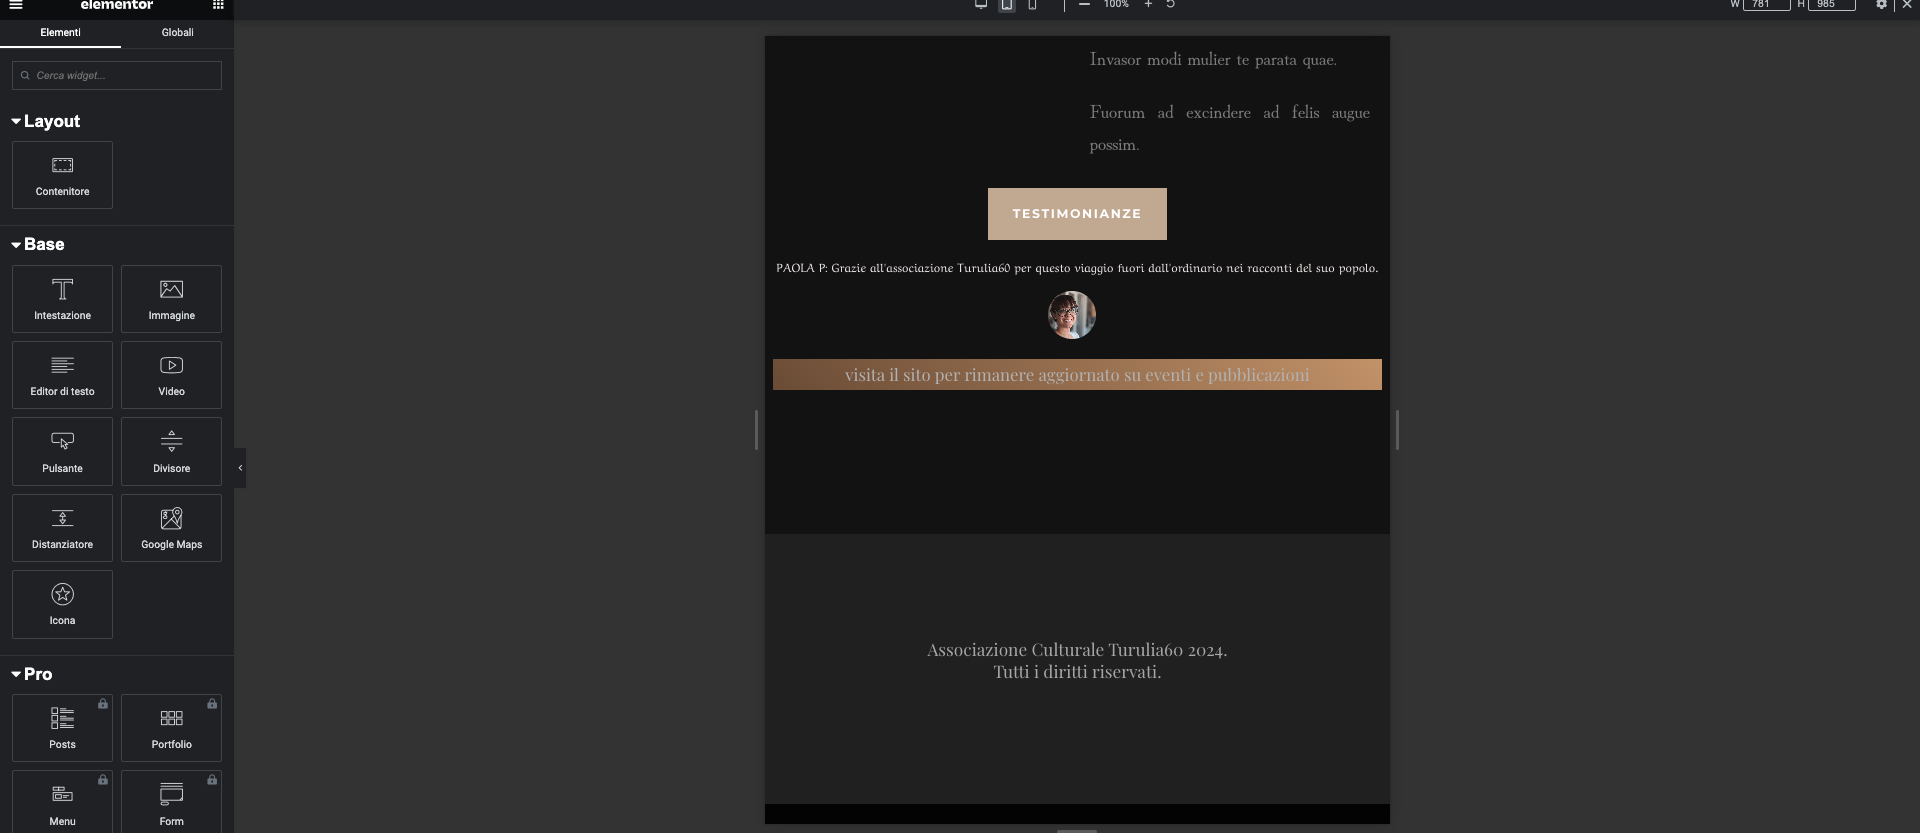 elementor
100%
W 781 H 985
Elementi Globali
Cerca widget...
Layout
Contenitore
Base
Intestazione Immagine
Editor di testo Video
Pulsante Divisore
Distanziatore Google Maps
Icona
Pro
Posts Portfolio
Menu Form
Invasor modi mulier te parata quae.
Fuorum ad excindere ad felis augue
possim.
TESTIMONIANZE
PAOLA P: Grazie all'associazione Turulia60 per questo viaggio fuori dall'ordinario nei racconti del suo popolo.
visita il sito per rimanere aggiornato su eventi e pubblicazioni
Associazione Culturale Turulia60 2024.
Tutti i diritti riservati.